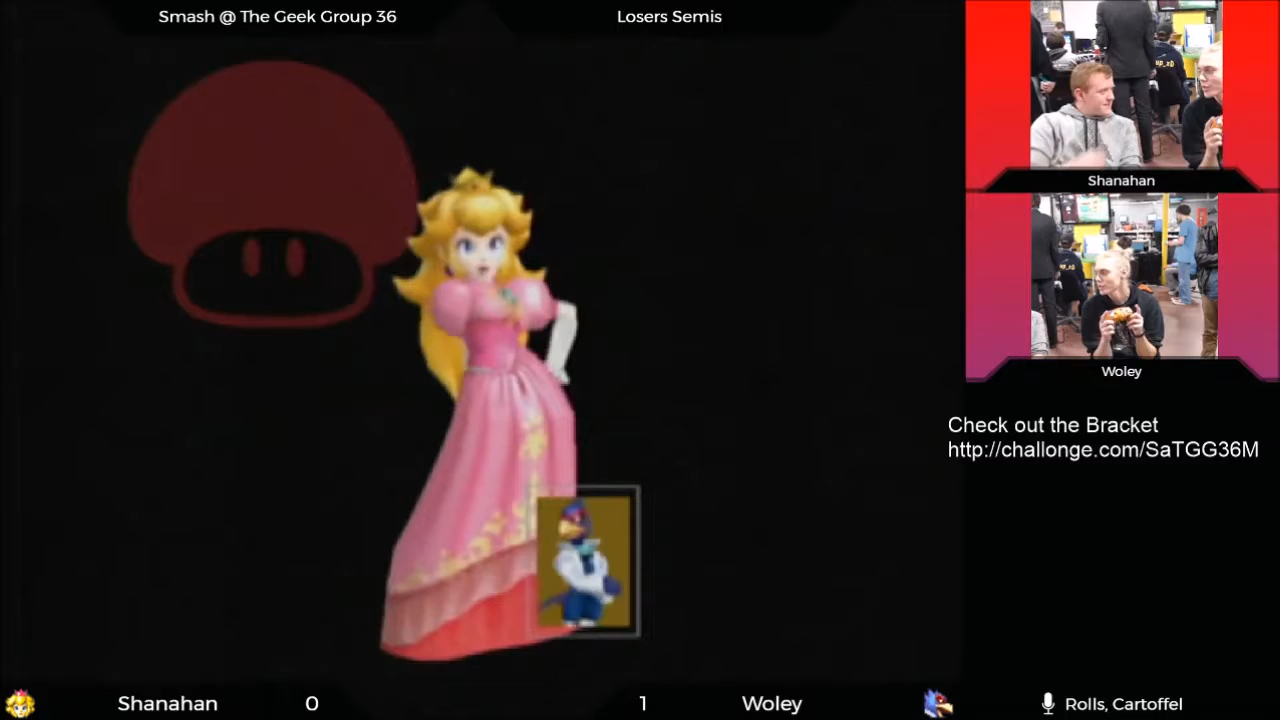 Smash @ The Geek Group 36
Losers Semis
Shanahan
Woley
Check out the Bracket
http://challonge.com/SaTGG36M
Shanahan 0
1 Woley
Rolls, Cartoffel